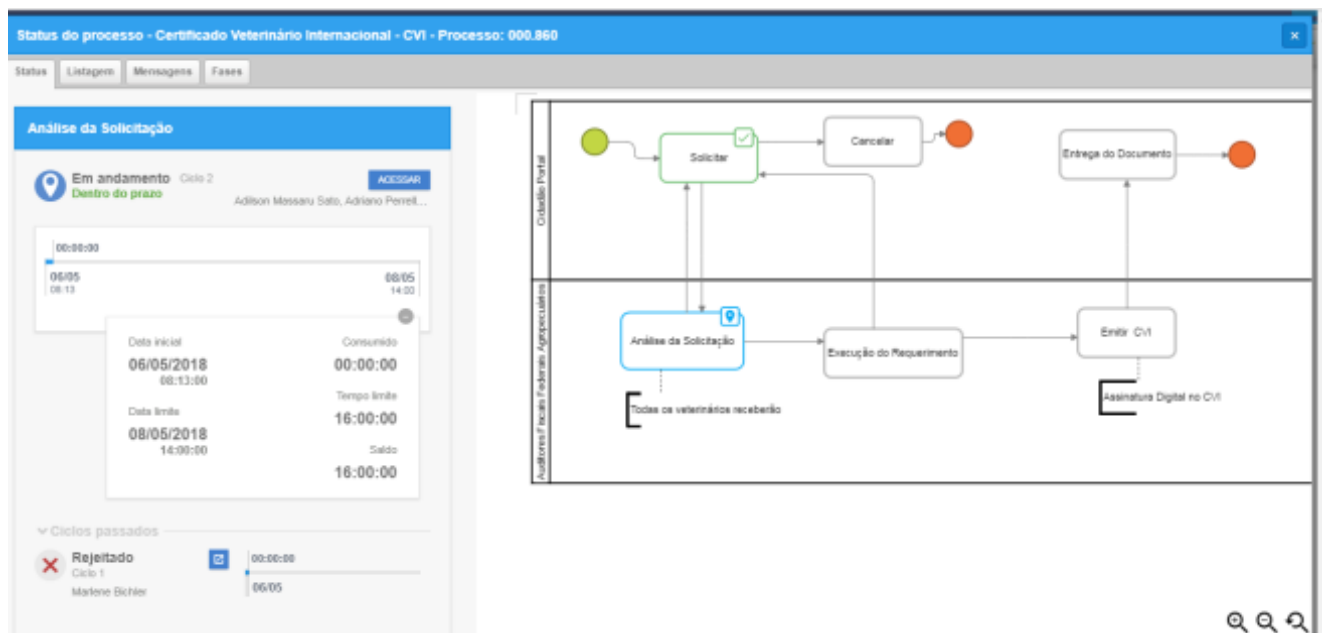 Status do processo - Certificado Veterinário Internacional - CVI - Processo: 000.860
Status Listagem Mensagens Fases
Análise da Solicitação
Em andamento Ciclo 2 ACESSAR
Dentro do prazo
Adilson Massaru Sato, Adriano Perrell...
00:00:00
06/05 08/05
08:13 14:00
Data inicial Consumido
06/05/2018 00:00:00
08:13:00
Tempo limite
Data limite 16:00:00
08/05/2018
14:00:00 Saldo
16:00:00
Ciclos passados
Rejeitado 00:00:00
Ciclo 1
Marlene Bichler 06/05
Cidadão Portal
Solicitar
Cancelar
Entrega do Documento
Auditores Fiscais Federais Agropecuários
Análise da Solicitação
Execução do Requerimento
Emitir CVI
Todas os veterinários receberão
Assinatura Digital no CVI